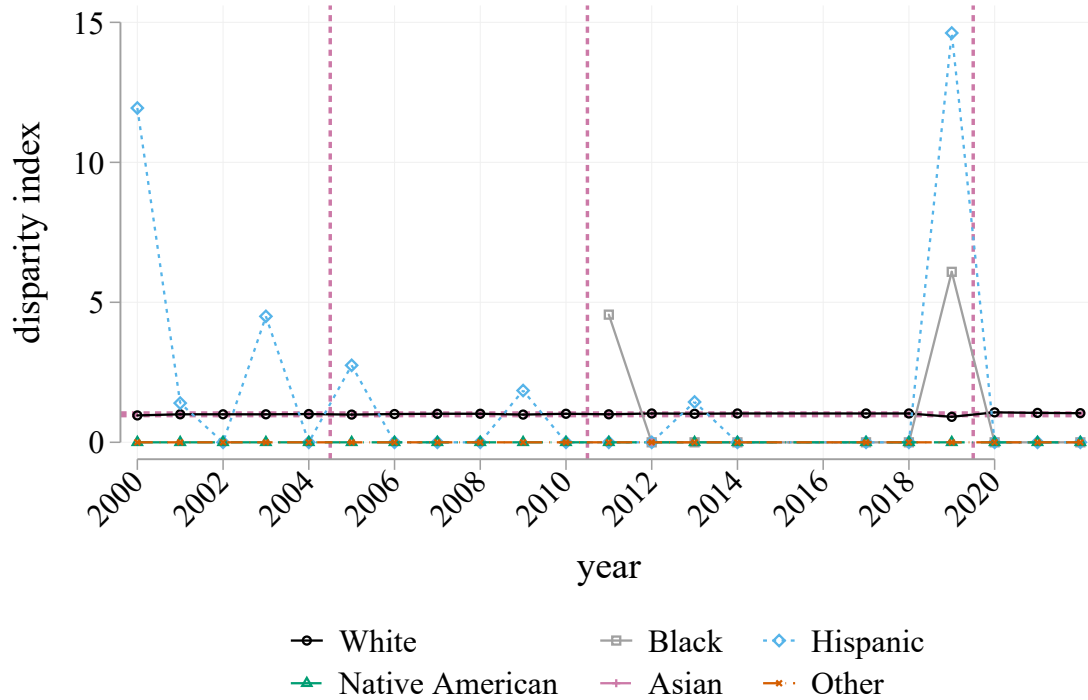 15
10
5
0
disparity index
2000 2002 2004 2006 2008 2010 2012 2014 2016 2018 2020
year
White Black Hispanic
Native American Asian Other